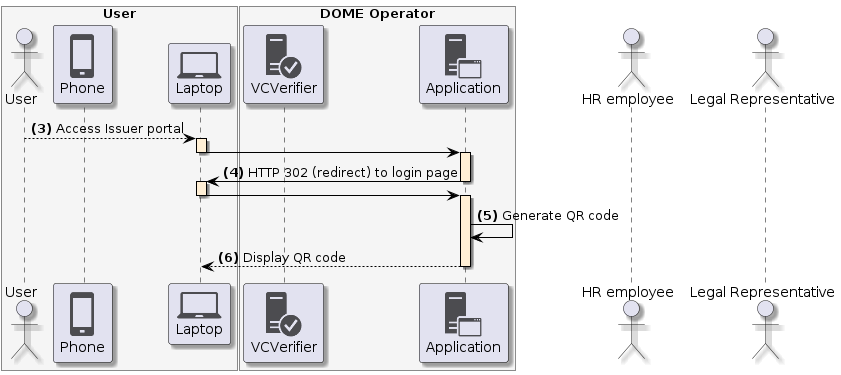 User
DOME Operator
User
Phone
Laptop
VCVerifier
Application
HR employee
Legal Representative
(3) Access Issuer portal
(4) HTTP 302 (redirect) to login page
(5) Generate QR code
(6) Display QR code
User
Phone
Laptop
VCVerifier
Application
HR employee
Legal Representative